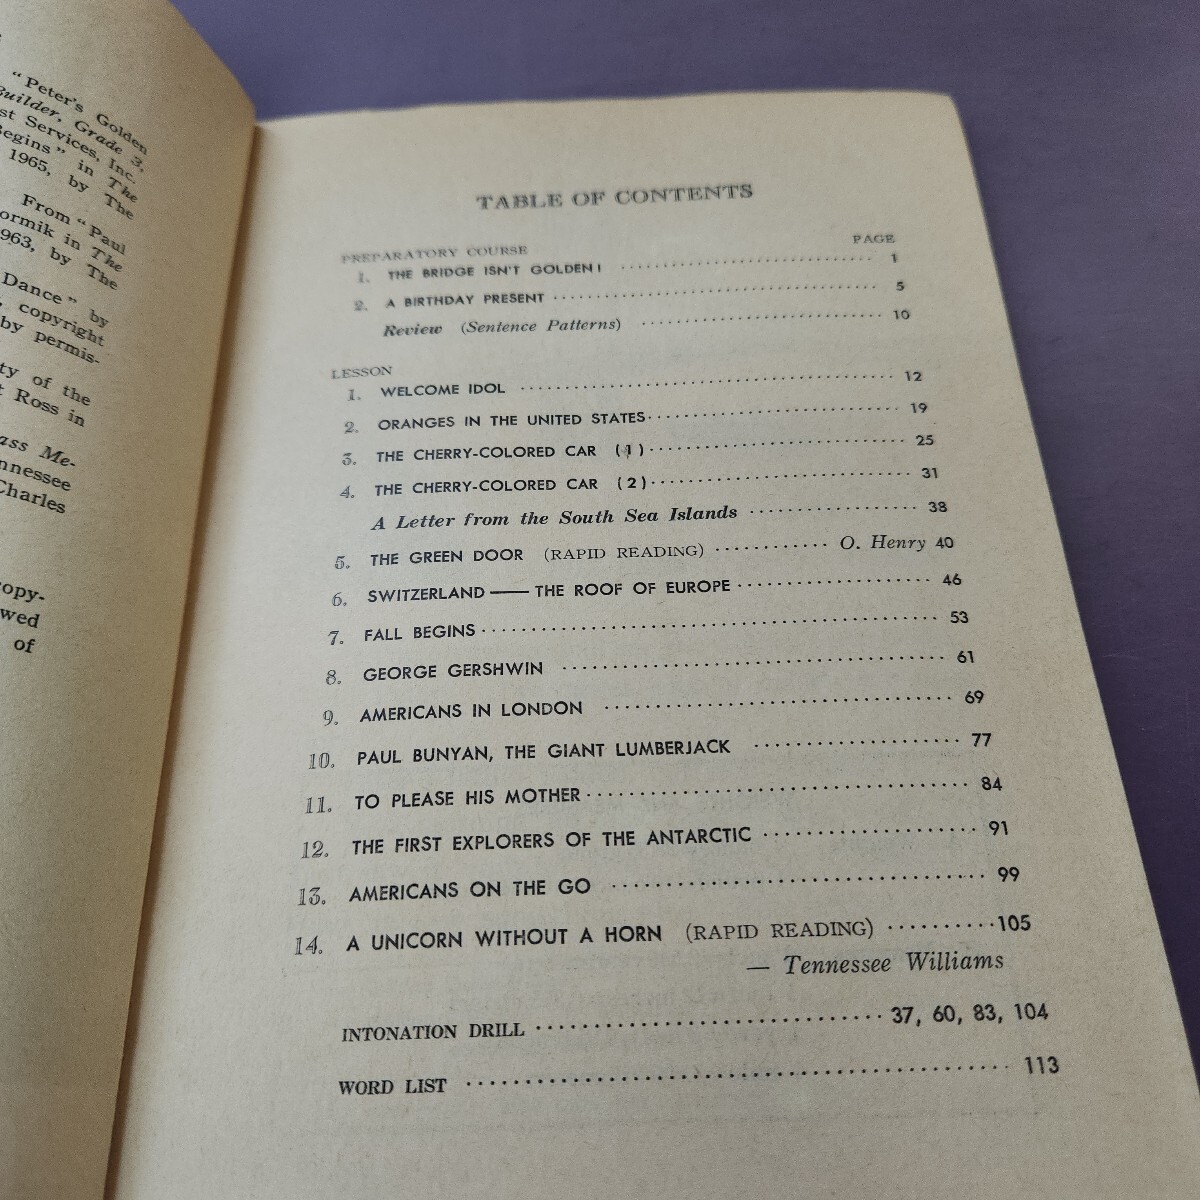 "Peter's Golden
Builder, Grade 3,
st Services, Inc.
Begins" in The
1965, by The
From "Paul
ormik in The
963, by The
Dance" by
, copyright
by permis-
ty of the
t Ross in
ass Me-
nnessee
Charles
opy-
wed
of
TABLE OF CONTENTS
PREPARATORY COURSE PAGE
1. THE BRIDGE ISN'T GOLDEN! 1
2. A BIRTHDAY PRESENT 5
Review (Sentence Patterns) 10
LESSON
1. WELCOME IDOL 12
2. ORANGES IN THE UNITED STATES 19
3. THE CHERRY-COLORED CAR (1) 25
4. THE CHERRY-COLORED CAR (2) 31
A Letter from the South Sea Islands 38
5. THE GREEN DOOR (RAPID READING) O. Henry 40
6. SWITZERLAND — THE ROOF OF EUROPE 46
7. FALL BEGINS 53
8. GEORGE GERSHWIN 61
9. AMERICANS IN LONDON 69
10. PAUL BUNYAN, THE GIANT LUMBERJACK 77
11. TO PLEASE HIS MOTHER 84
12. THE FIRST EXPLORERS OF THE ANTARCTIC 91
13. AMERICANS ON THE GO 99
14. A UNICORN WITHOUT A HORN (RAPID READING) 105
— Tennessee Williams
INTONATION DRILL 37, 60, 83, 104
WORD LIST 113